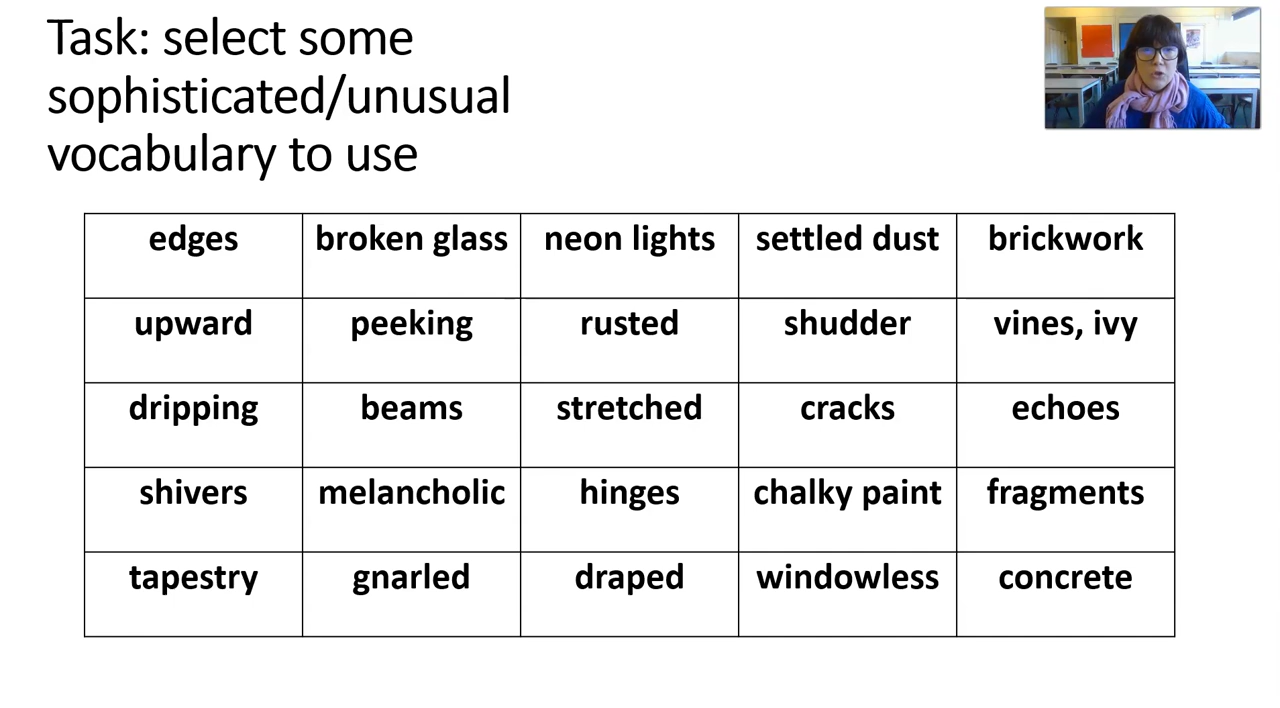 Task: select some
sophisticated/unusual
vocabulary to use
edges broken glass neon lights settled dust brickwork
upward peeking rusted shudder vines, ivy
dripping beams stretched cracks echoes
shivers melancholic hinges chalky paint fragments
tapestry gnarled draped windowless concrete